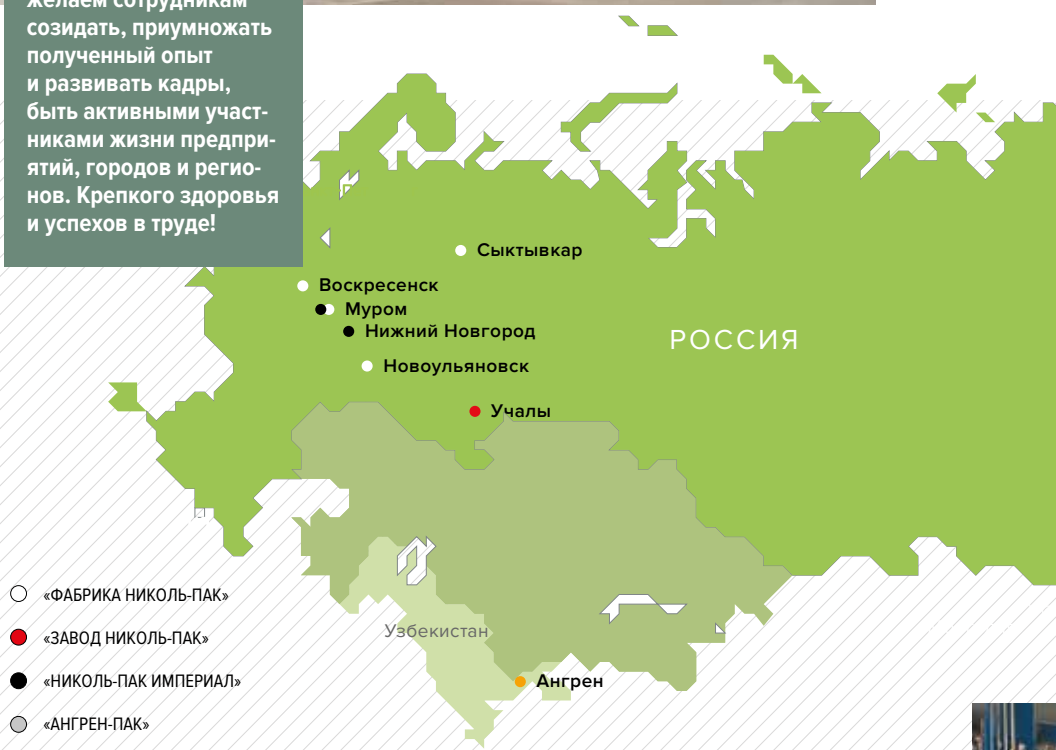 желаем сотрудникам
созидать, приумножать
полученный опыт
и развивать кадры,
быть активными участ-
никами жизни предпри-
ятий, городов и регио-
нов. Крепкого здоровья
и успехов в труде!
Сыктывкар
Воскресенск
Муром
Нижний Новгород
РОССИЯ
Новоульяновск
Учалы
Узбекистан
Ангрен
«ФАБРИКА НИКОЛЬ-ПАК»
«ЗАВОД НИКОЛЬ-ПАК»
«НИКОЛЬ-ПАК ИМПЕРИАЛ»
«АНГРЕН-ПАК»